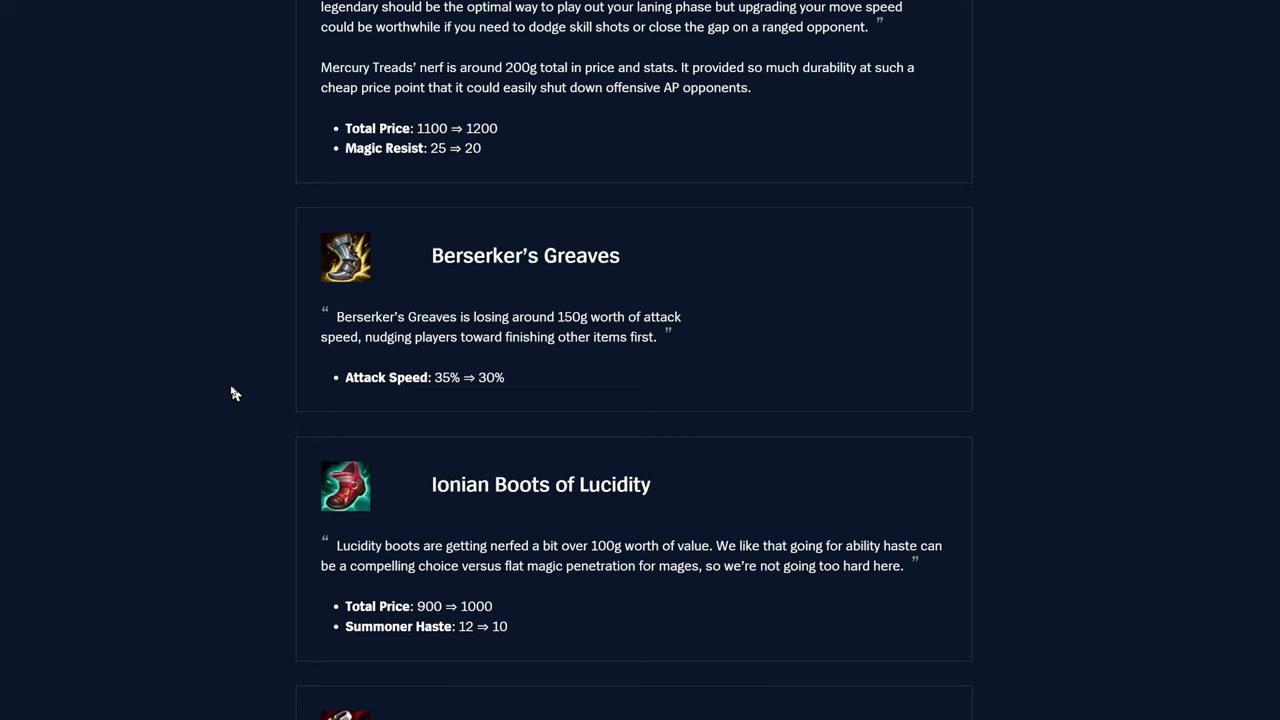 legendary should be the optimal way to play out your laning phase but upgrading your move speed
could be worthwhile if you need to dodge skill shots or close the gap on a ranged opponent. ”
Mercury Treads’ nerf is around 200g total in price and stats. It provided so much durability at such a
cheap price point that it could easily shut down offensive AP opponents.
• Total Price: 1100 ⇒ 1200
• Magic Resist: 25 ⇒ 20
Berserker’s Greaves
“ Berserker’s Greaves is losing around 150g worth of attack
speed, nudging players toward finishing other items first. ”
• Attack Speed: 35% ⇒ 30%
Ionian Boots of Lucidity
“ Lucidity boots are getting nerfed a bit over 100g worth of value. We like that going for ability haste can
be a compelling choice versus flat magic penetration for mages, so we’re not going too hard here. ”
• Total Price: 900 ⇒ 1000
• Summoner Haste: 12 ⇒ 10